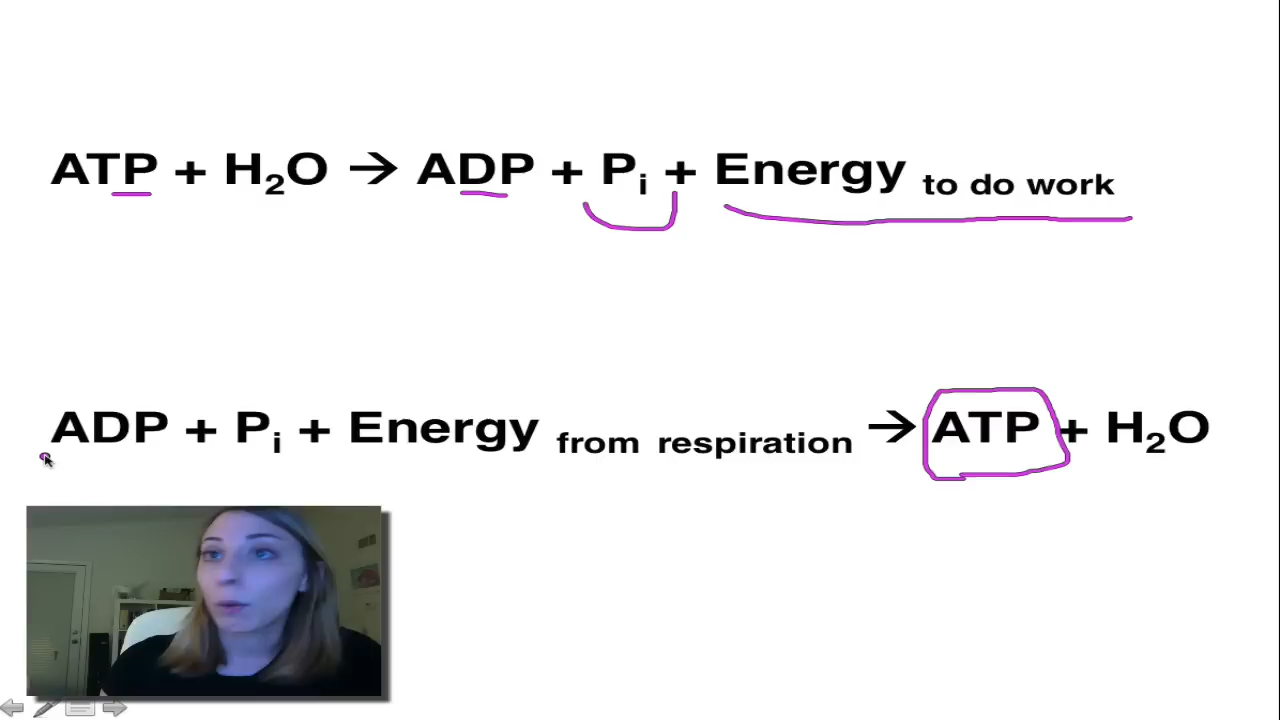 ATP + H₂O → ADP + Pᵢ + Energy to do work
ADP + Pᵢ + Energy from respiration → ATP + H₂O